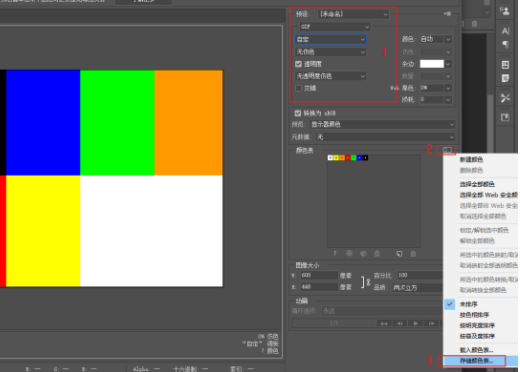 预设: [未命名]
GIF
自定
颜色: 自动
无仿色
仿色:
透明度
杂边:
无透明度仿色
数量:
交错
Web 靠色: 0%
损耗: 0
1
转换为 sRGB
预览: 显示器颜色
元数据: 无
颜色表
2
新建颜色
删除颜色
选择全部颜色
选择全部 Web 安全颜
选择全部非 Web 安全
取消选择全部颜色
锁定/解锁选中颜色
解锁全部颜色
将选中的颜色映射/取
取消映射全部透明颜色
将选中的颜色转换/取
取消转换全部颜色
未排序
按色相排序
按明亮度排序
按普及度排序
载入颜色表...
存储颜色表...
3
图像大小
W: 600 像素
百分比: 100
H: 440 像素
品质: 两次立方
动画
循环选项:
1/1
0% 仿色
"自定" 调板
7 颜色
R: — G: — B: — Alpha: — 十六进制: — 索引: —